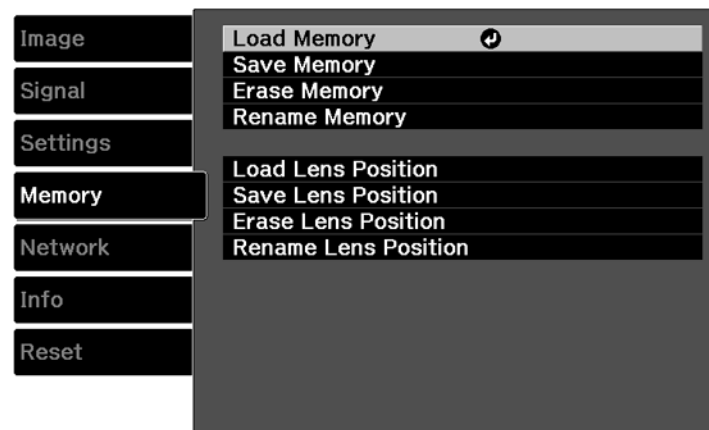 Image
Signal
Settings
Memory
Network
Info
Reset
Load Memory
Save Memory
Erase Memory
Rename Memory
Load Lens Position
Save Lens Position
Erase Lens Position
Rename Lens Position